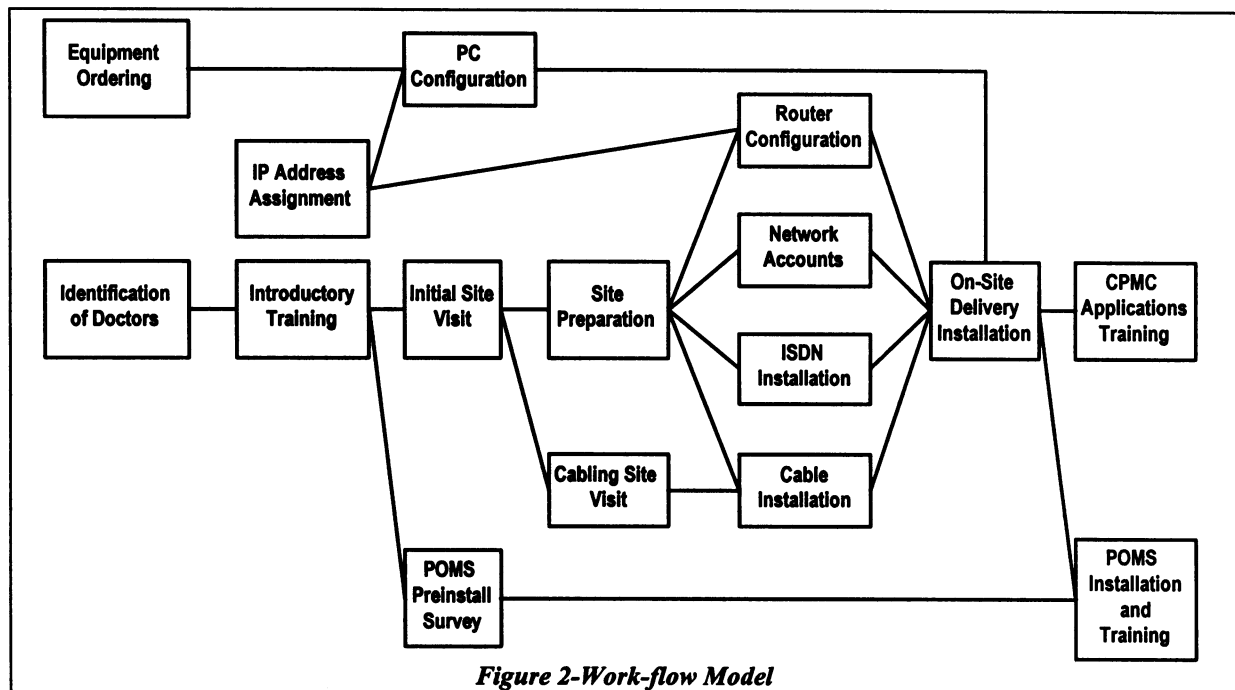 Equipment
Ordering
PC
Configuration
Router
Configuration
IP Address
Assignment
Network
Accounts
Identification
of Doctors
Introductory
Training
Initial Site
Visit
Site
Preparation
On-Site
Delivery
Installation
CPMC
Applications
Training
ISDN
Installation
Cabling Site
Visit
Cable
Installation
POMS
Preinstall
Survey
POMS
Installation
and
Training
Figure 2-Work-flow Model